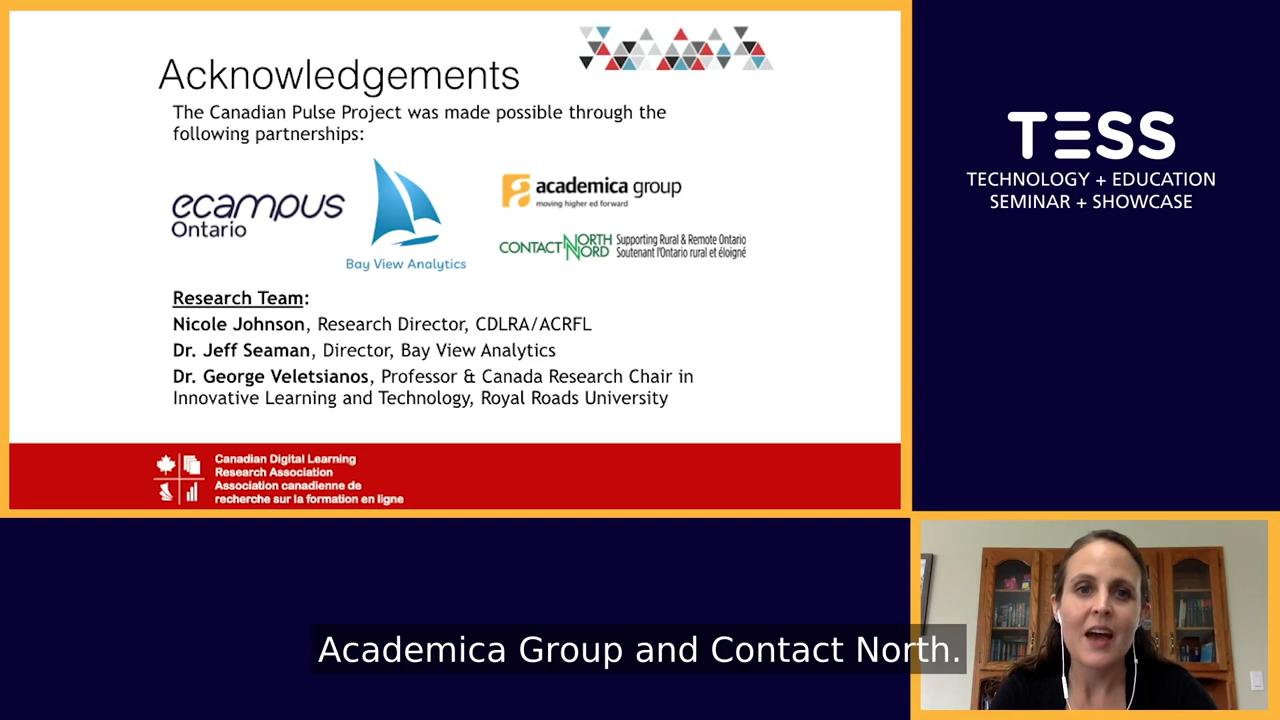 Acknowledgements
The Canadian Pulse Project was made possible through the
following partnerships:
ecampus
Ontario
Bay View Analytics
academica group
moving higher ed forward
CONTACT NORTH NORD
Supporting Rural & Remote Ontario
Soutenant l'Ontario rural et éloigné
Research Team:
Nicole Johnson, Research Director, CDLRA/ACRFL
Dr. Jeff Seaman, Director, Bay View Analytics
Dr. George Veletsianos, Professor & Canada Research Chair in
Innovative Learning and Technology, Royal Roads University
Canadian Digital Learning
Research Association
Association canadienne de
recherche sur la formation en ligne
TESS
TECHNOLOGY + EDUCATION
SEMINAR + SHOWCASE
Academica Group and Contact North.